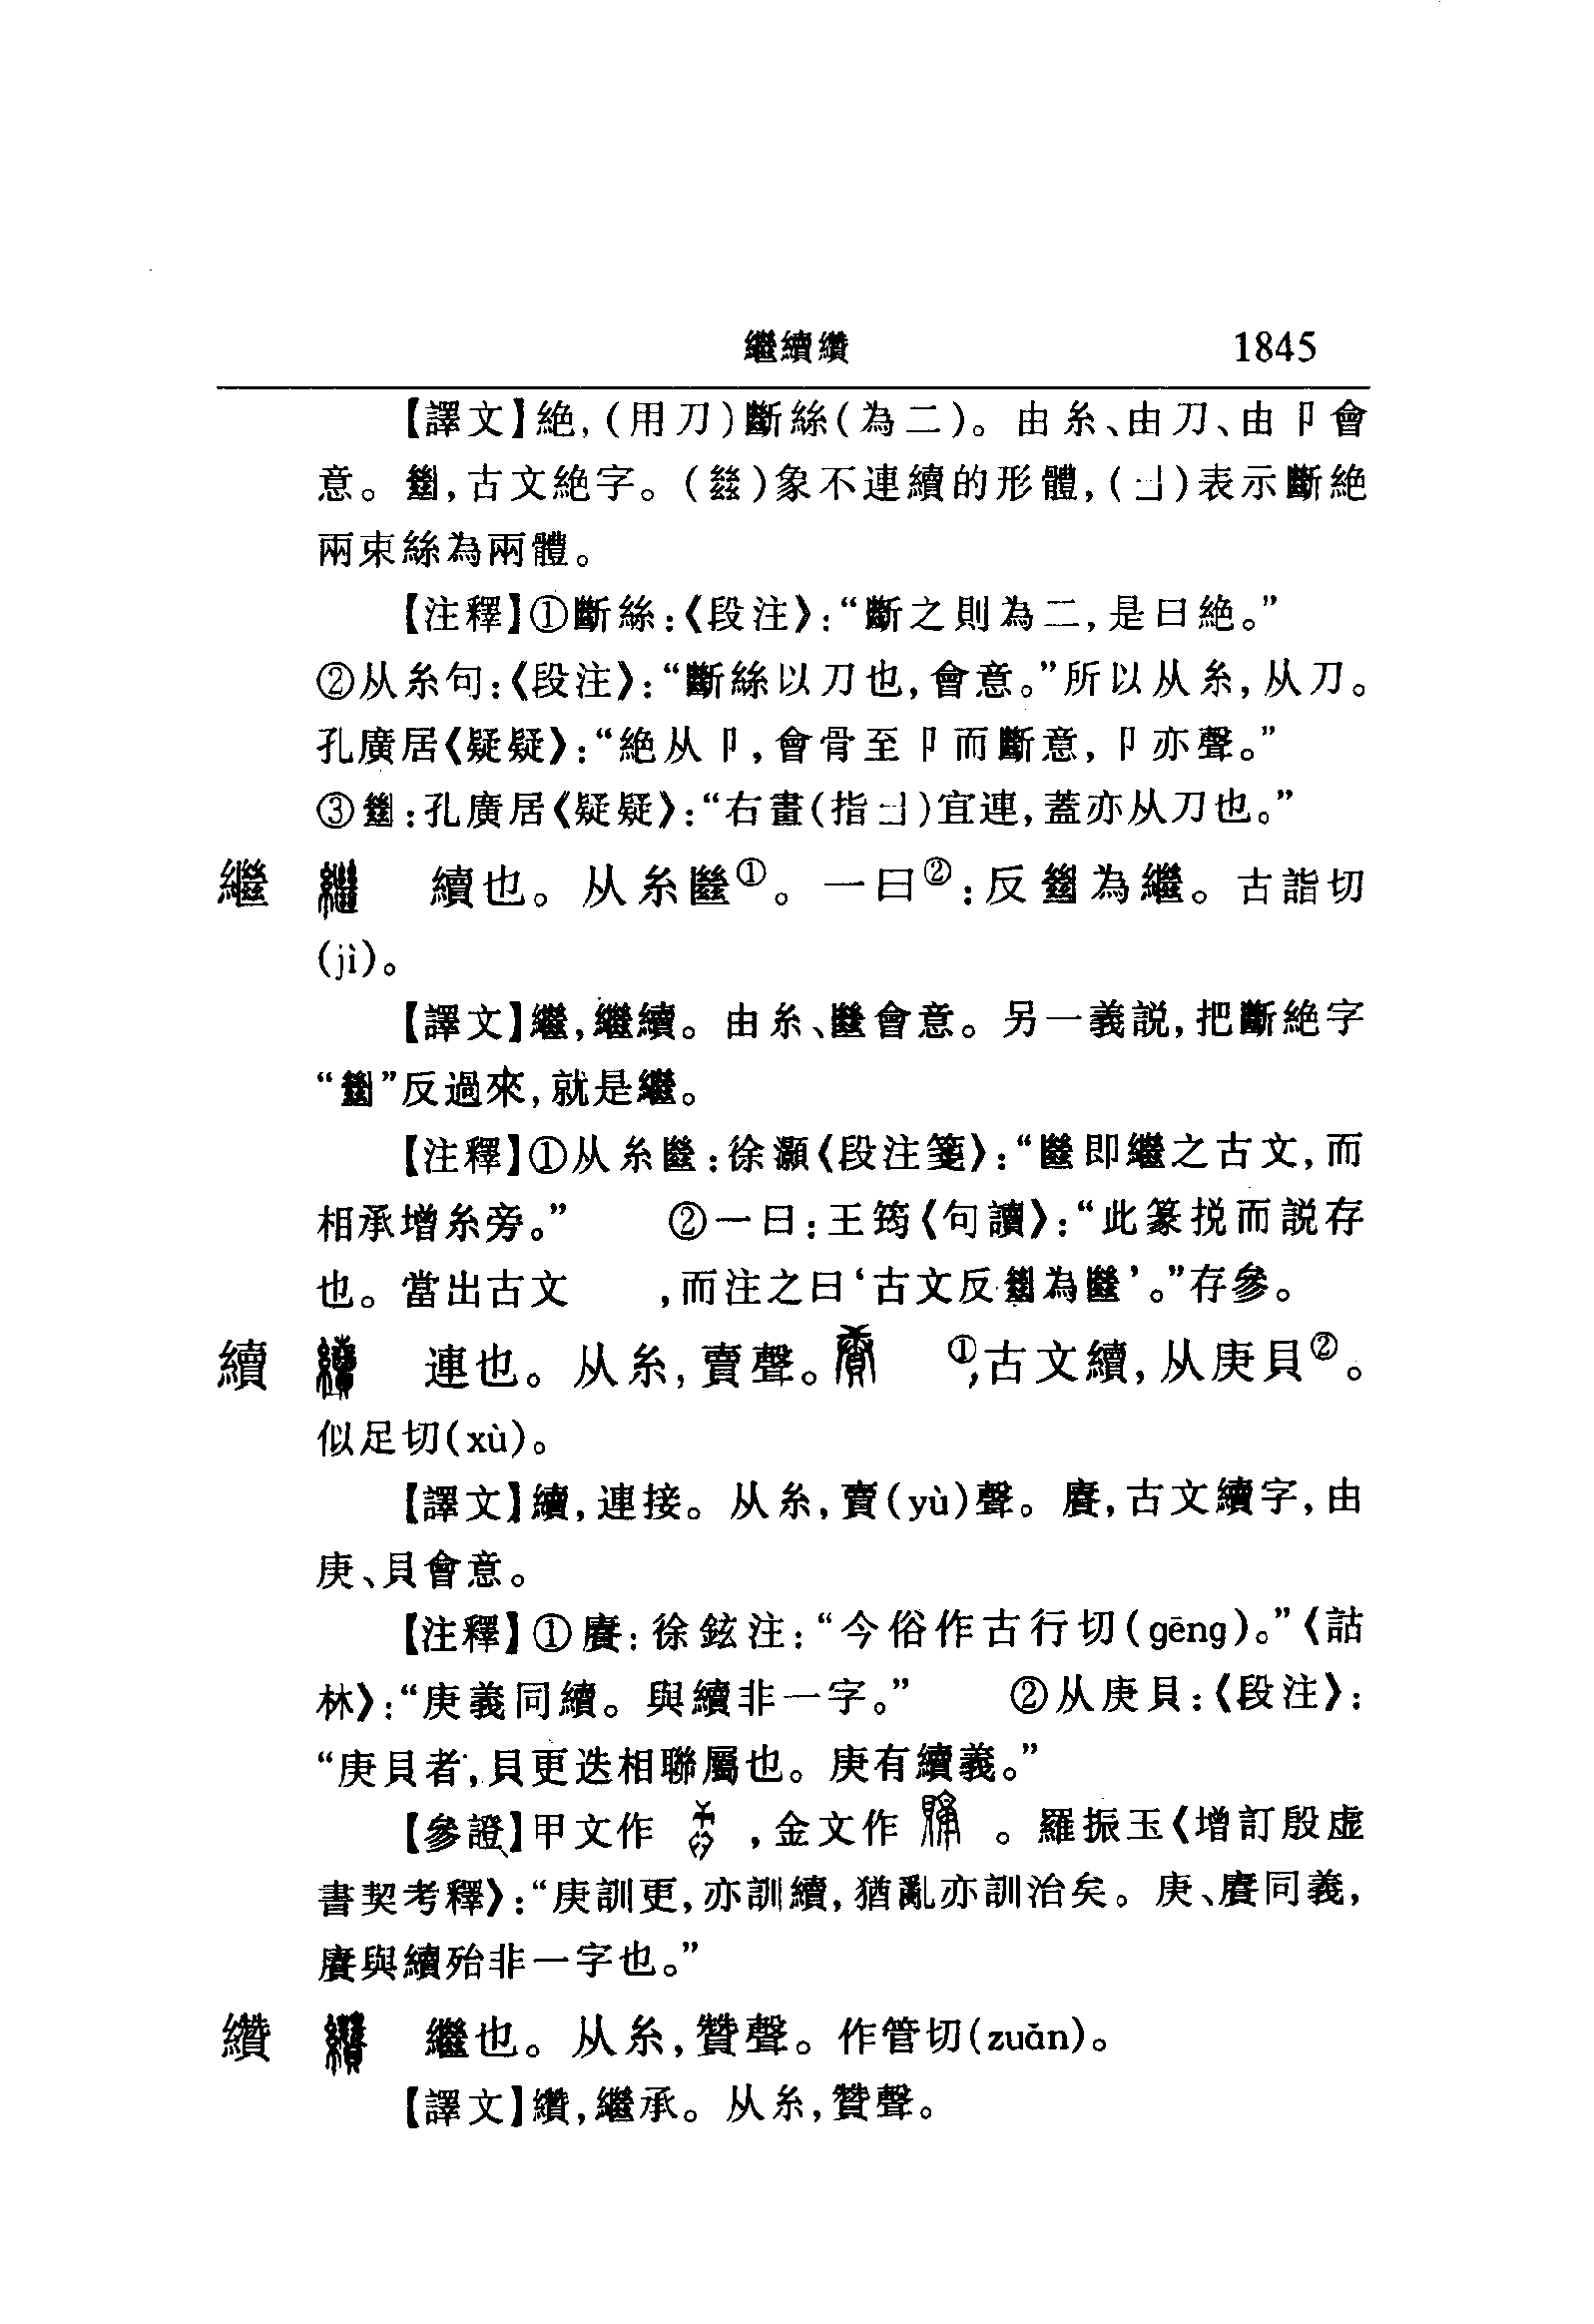 繼續纘 1845
【譯文】絶,(用刀)斷絲(為二)。由糸、由刀、由卩會
意。𢇍,古文絶字。(𢆶)象不連續的形體,()表示斷絶
兩束絲為兩體。
【注釋】①斷絲:《段注》:“斷之則為二,是曰絶。”
②从糸句:《段注》:“斷絲以刀也,會意。”所以从糸,从刀。
孔廣居《疑疑》:“絶从卩,會骨至卩而斷意,卩亦聲。”
③𢇍:孔廣居《疑疑》:“右畫(指)宜連,蓋亦从刀也。”
繼 續也。从糸㡭①。一曰②:反𢇍為繼。古詣切
(jì)。
【譯文】繼,繼續。由糸、㡭會意。另一義説,把斷絶字
“𢇍”反過來,就是繼。
【注釋】①从糸㡭:徐灝《段注箋》:“㡭即繼之古文,而
相承增糸旁。” ②一曰:王筠《句讀》:“此篆挩而説存
也。當出古文 ,而注之曰‘古文反𢇍為㡭’。”存參。
續 連也。从糸,賣聲。 ①,古文續,从庚貝②。
似足切(xù)。
【譯文】續,連接。从糸,賣(yù)聲。賡,古文續字,由
庚、貝會意。
【注釋】①賡:徐鉉注:“今俗作古行切(gēng)。”《詁
林》:“庚義同續。與續非一字。” ②从庚貝:《段注》:
“庚貝者,貝更迭相聯屬也。庚有續義。”
【參證】甲文作 ,金文作 。羅振玉《增訂殷虚
書契考釋》:“庚訓更,亦訓續,猶亂亦訓治矣。庚、賡同義,
賡與續殆非一字也。”
纘 繼也。从糸,贊聲。作管切(zuǎn)。
【譯文】纘,繼承。从糸,贊聲。